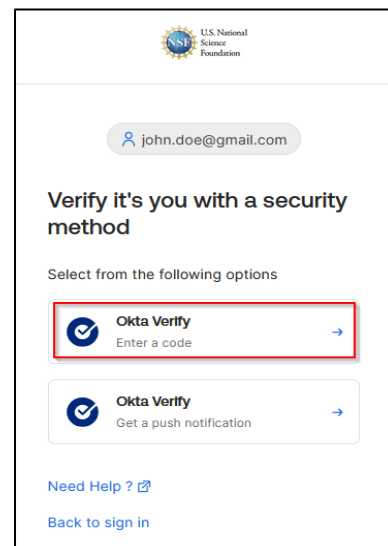 NSF
U.S. National
Science
Foundation
john.doe@gmail.com
Verify it's you with a security
method
Select from the following options
Okta Verify
Enter a code
Okta Verify
Get a push notification
Need Help ?
Back to sign in